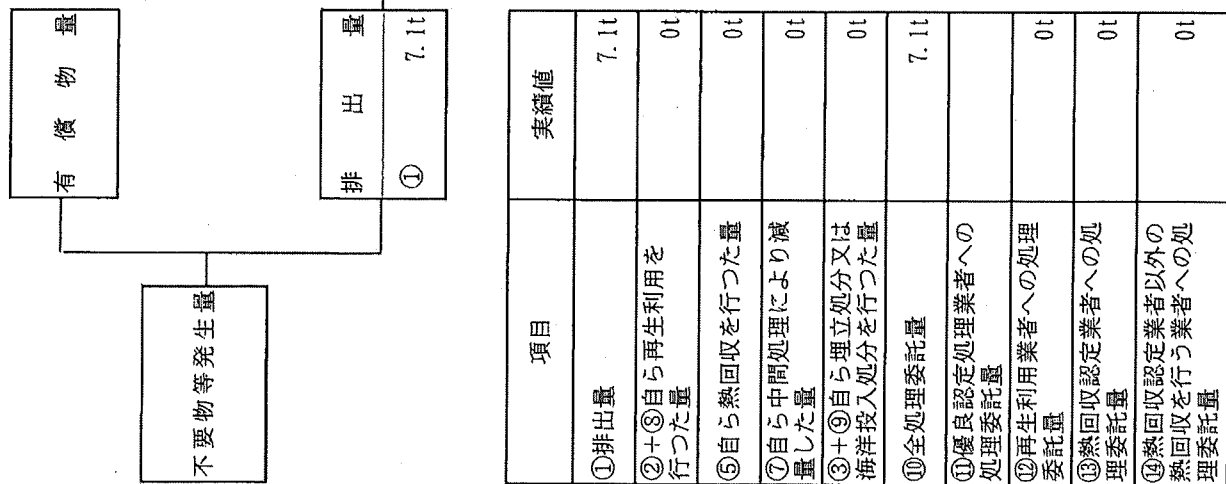 不要物等発生量
有償物量
排出量
① 7.1t
項目 実績値
①排出量 7.1t
②+⑧自ら再生利用を
行つた量 0t
⑤自ら熱回収を行つた量 0t
⑦自ら中間処理により減
量した量 0t
③+⑨自ら埋立処分又は
海洋投入処分を行つた量 0t
⑩全処理委託量 7.1t
⑪優良認定処理業者への
処理委託量
⑫再生利用業者への処理
委託量 0t
⑬熱回収認定業者への処
理委託量 0t
⑭熱回収認定業者以外の
熱回収を行う業者への処
理委託量 0t